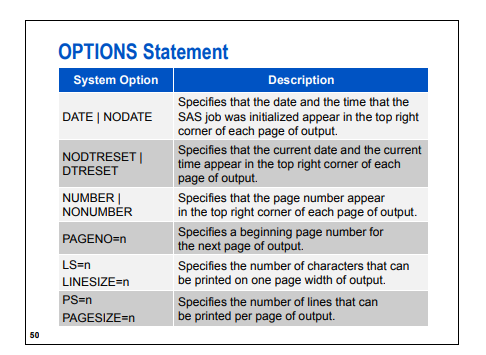 OPTIONS Statement
System Option Description
DATE | NODATE
Specifies that the date and the time that the
SAS job was initialized appear in the top right
corner of each page of output.
NODTRESET |
DTRESET
Specifies that the current date and the current
time appear in the top right corner of each
page of output.
NUMBER |
NONUMBER
Specifies that the page number appear
in the top right corner of each page of output.
PAGENO=n
Specifies a beginning page number for
the next page of output.
LS=n
LINESIZE=n
Specifies the number of characters that can
be printed on one page width of output.
PS=n
PAGESIZE=n
Specifies the number of lines that can
be printed per page of output.
50